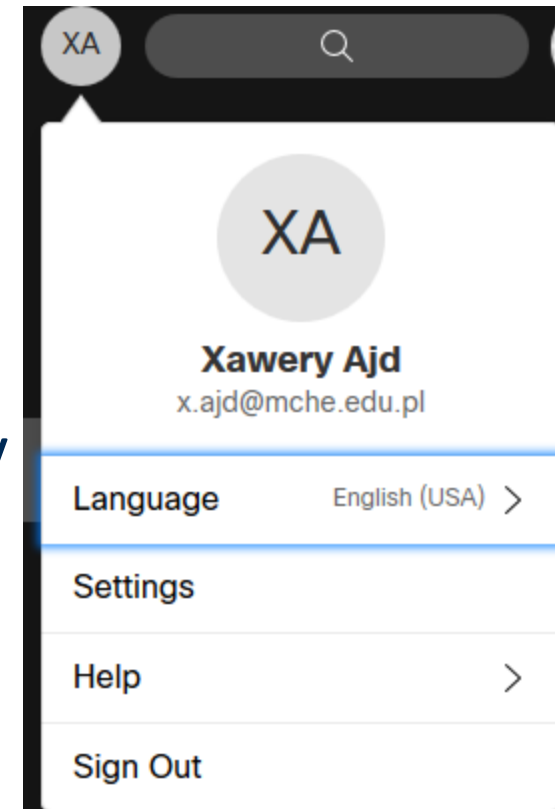 XA
XA
Xawery Ajd
x.ajd@mche.edu.pl
Language English (USA)
Settings
Help
Sign Out